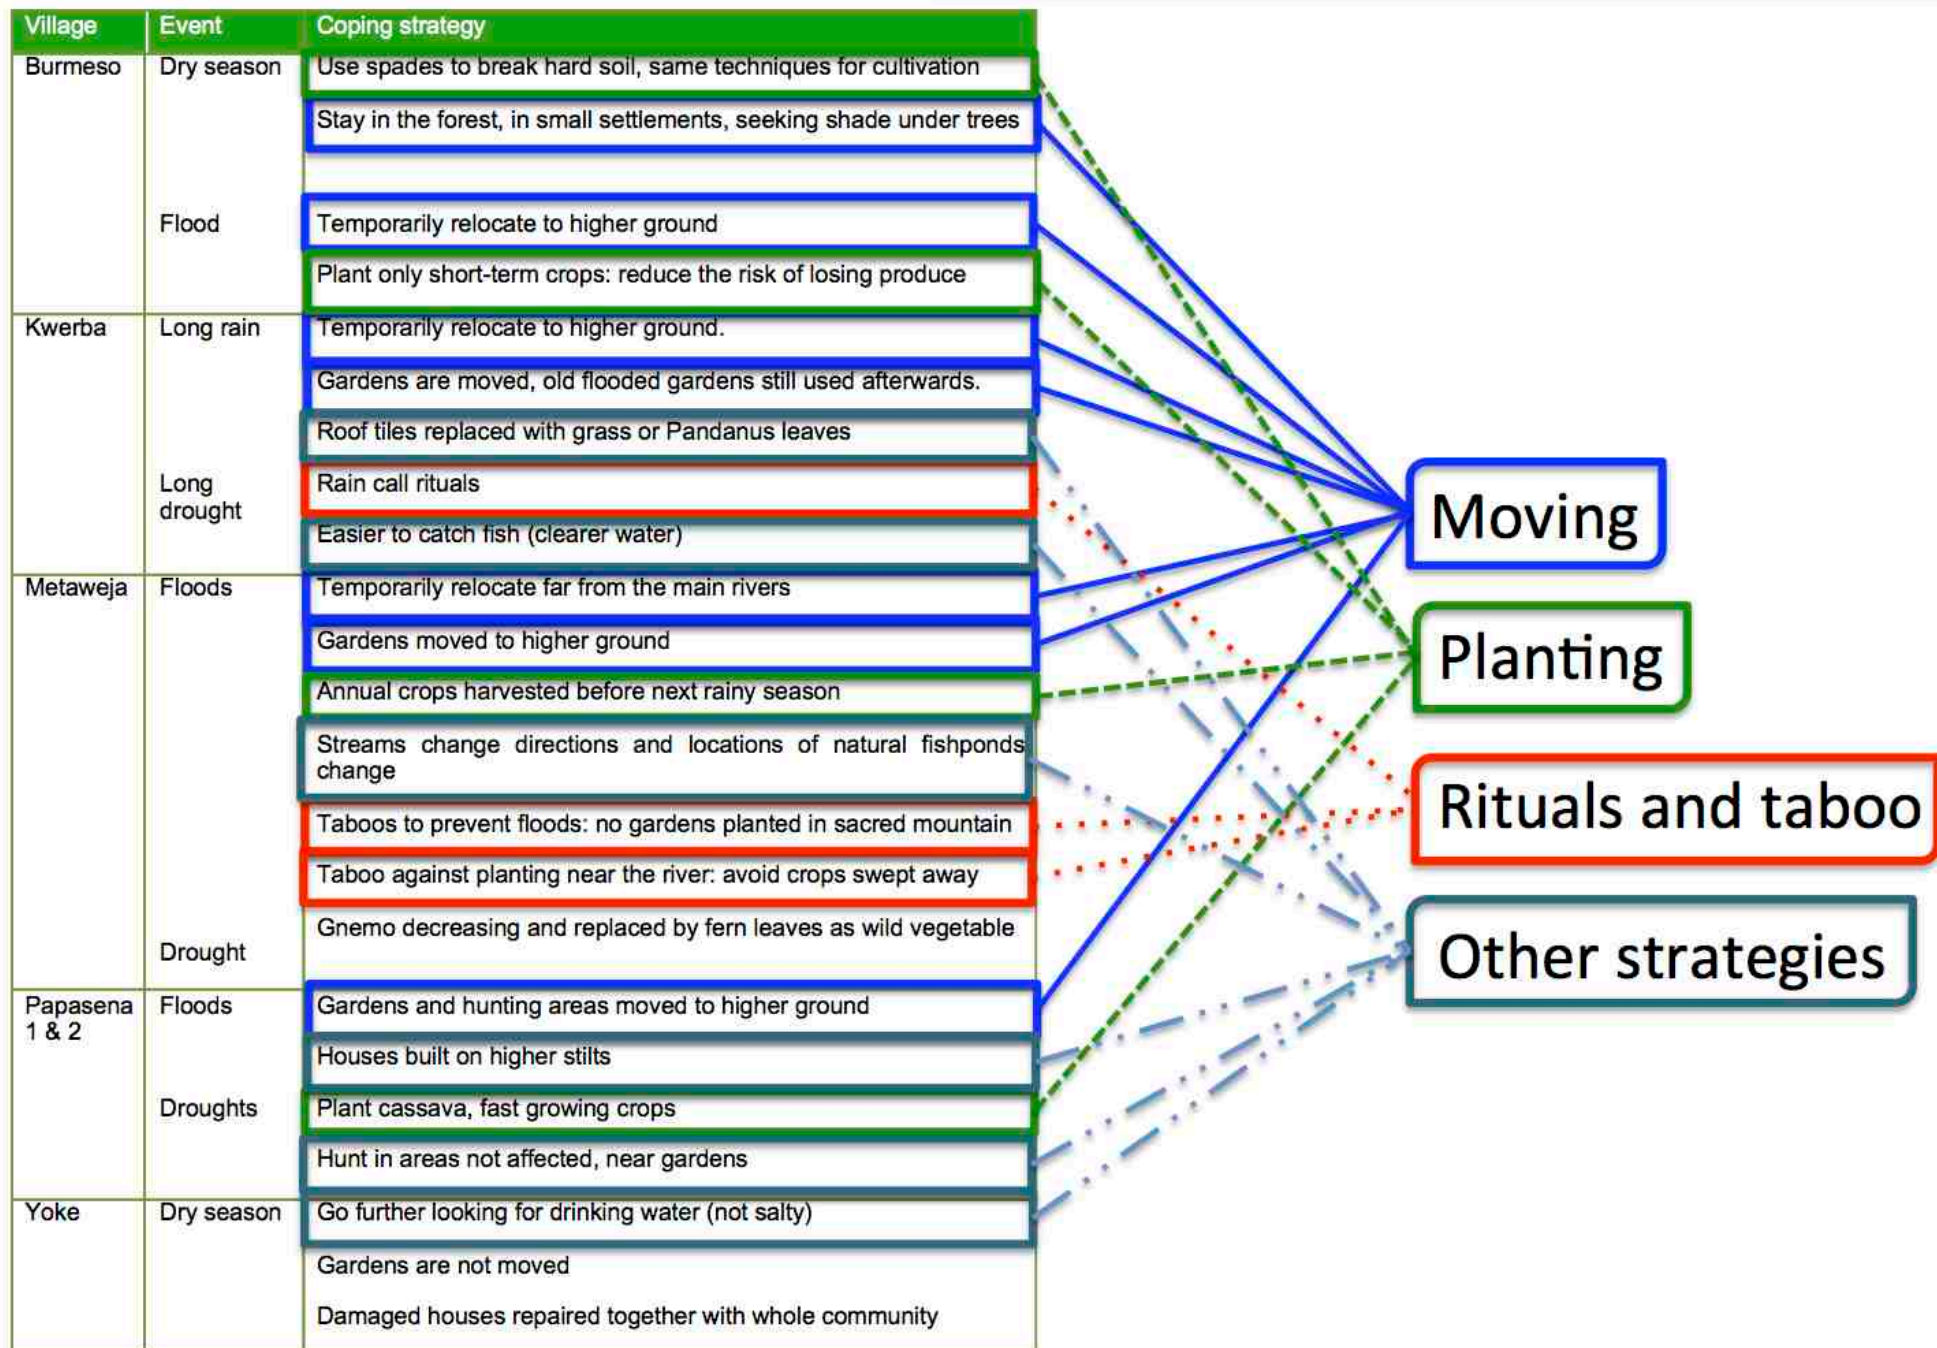 Village Event Coping strategy
Burmeso Dry season Use spades to break hard soil, same techniques for cultivation
Stay in the forest, in small settlements, seeking shade under trees
Flood Temporarily relocate to higher ground
Plant only short-term crops: reduce the risk of losing produce
Kwerba Long rain Temporarily relocate to higher ground.
Gardens are moved, old flooded gardens still used afterwards.
Roof tiles replaced with grass or Pandanus leaves
Long Rain call rituals
drought
Easier to catch fish (clearer water)
Metaweja Floods Temporarily relocate far from the main rivers
Gardens moved to higher ground
Annual crops harvested before next rainy season
Streams change directions and locations of natural fishponds
change
Taboos to prevent floods: no gardens planted in sacred mountain
Taboo against planting near the river: avoid crops swept away
Gnemo decreasing and replaced by fern leaves as wild vegetable
Drought
Papasena Floods Gardens and hunting areas moved to higher ground
1 & 2
Houses built on higher stilts
Droughts Plant cassava, fast growing crops
Hunt in areas not affected, near gardens
Yoke Dry season Go further looking for drinking water (not salty)
Gardens are not moved
Damaged houses repaired together with whole community
Moving
Planting
Rituals and taboo
Other strategies